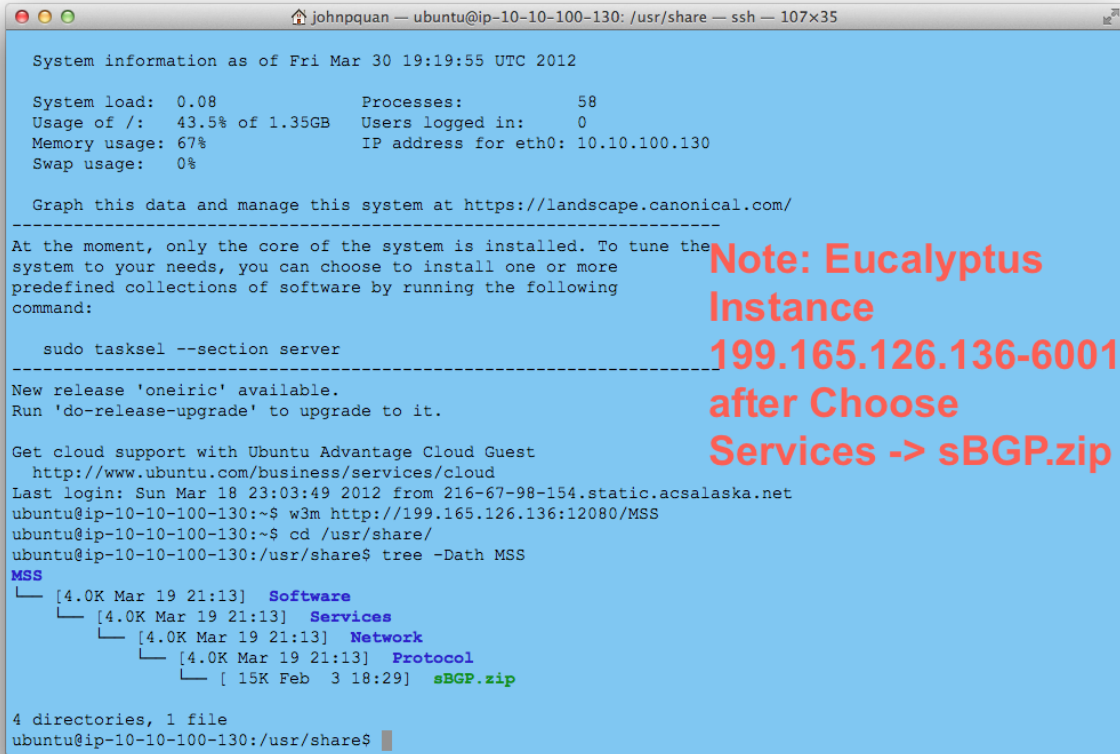 johnpquan — ubuntu@ip-10-10-100-130: /usr/share — ssh — 107×35
System information as of Fri Mar 30 19:19:55 UTC 2012
System load:  0.08              Processes:           58
Usage of /:   43.5% of 1.35GB   Users logged in:     0
Memory usage: 67%               IP address for eth0: 10.10.100.130
Swap usage:   0%
Graph this data and manage this system at https://landscape.canonical.com/
---------------------------------------------------------------------
At the moment, only the core of the system is installed. To tune the
system to your needs, you can choose to install one or more
predefined collections of software by running the following
command:
sudo tasksel --section server
---------------------------------------------------------------------
New release 'oneiric' available.
Run 'do-release-upgrade' to upgrade to it.
Get cloud support with Ubuntu Advantage Cloud Guest
http://www.ubuntu.com/business/services/cloud
Last login: Sun Mar 18 23:03:49 2012 from 216-67-98-154.static.acsalaska.net
ubuntu@ip-10-10-100-130:~$ w3m http://199.165.126.136:12080/MSS
ubuntu@ip-10-10-100-130:~$ cd /usr/share/
ubuntu@ip-10-10-100-130:/usr/share$ tree -Dath MSS
MSS
└── [4.0K Mar 19 21:13]  Software
    └── [4.0K Mar 19 21:13]  Services
        └── [4.0K Mar 19 21:13]  Network
            └── [4.0K Mar 19 21:13]  Protocol
                └── [ 15K Feb  3 18:29]  sBGP.zip
4 directories, 1 file
ubuntu@ip-10-10-100-130:/usr/share$
Note: Eucalyptus
Instance
199.165.126.136-6001
after Choose
Services -> sBGP.zip